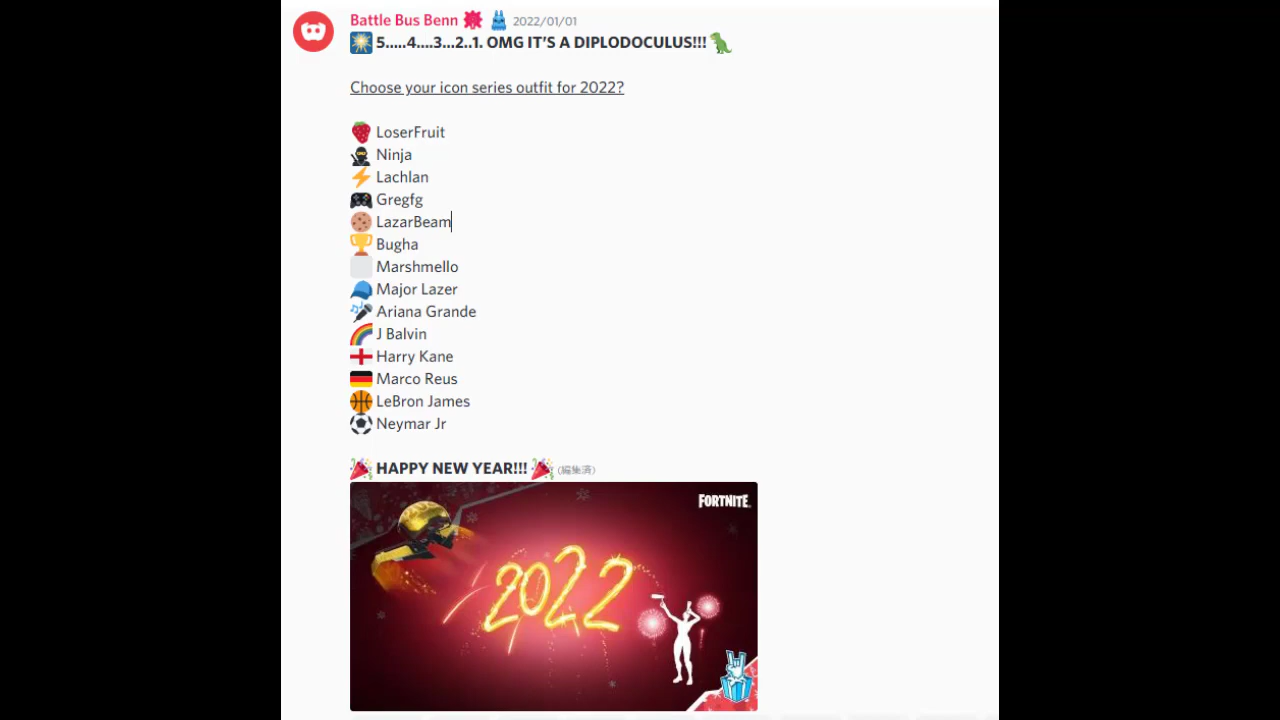 Battle Bus Benn 2022/01/01
5.....4....3...2..1. OMG IT’S A DIPLODOCULUS!!!
Choose your icon series outfit for 2022?
LoserFruit
Ninja
Lachlan
Gregfg
LazarBeam
Bugha
Marshmello
Major Lazer
Ariana Grande
J Balvin
Harry Kane
Marco Reus
LeBron James
Neymar Jr
HAPPY NEW YEAR!!! (編集済)
FORTNITE
2022